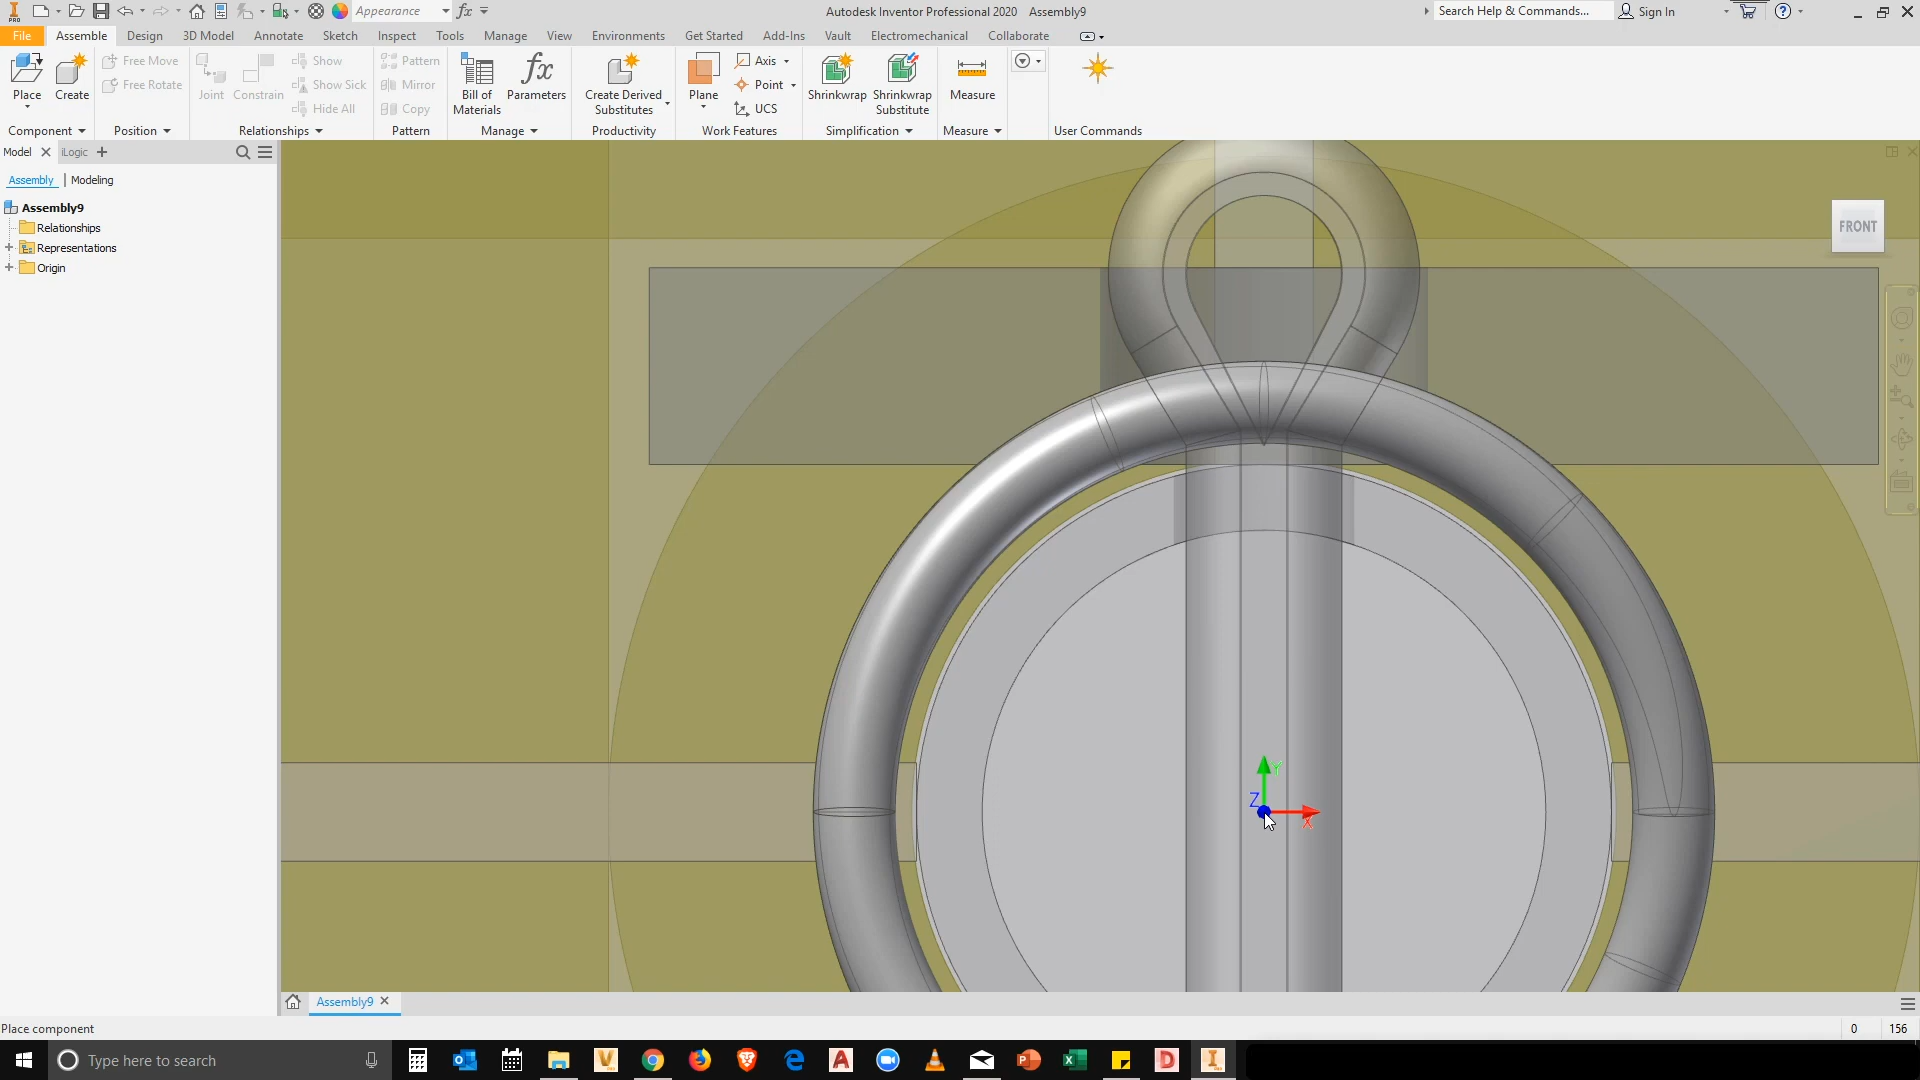 PRO
Appearance
fx
Autodesk Inventor Professional 2020 Assembly9
Search Help & Commands...
Sign In
File Assemble Design 3D Model Annotate Sketch Inspect Tools Manage View Environments Get Started Add-Ins Vault Electromechanical Collaborate
Place
Create
Free Move
Free Rotate
Joint
Constrain
Show
Show Sick
Hide All
Pattern
Mirror
Copy
Bill of
Materials
fx
Parameters
Create Derived
Substitutes
Plane
Axis
Point
UCS
Shrinkwrap
Shrinkwrap
Substitute
Measure
Component Position Relationships Pattern Manage Productivity Work Features Simplification Measure User Commands
Model iLogic
Assembly | Modeling
Assembly9
Relationships
Representations
Origin
FRONT
Y
Z
X
Assembly9
Place component
0 156
Type here to search